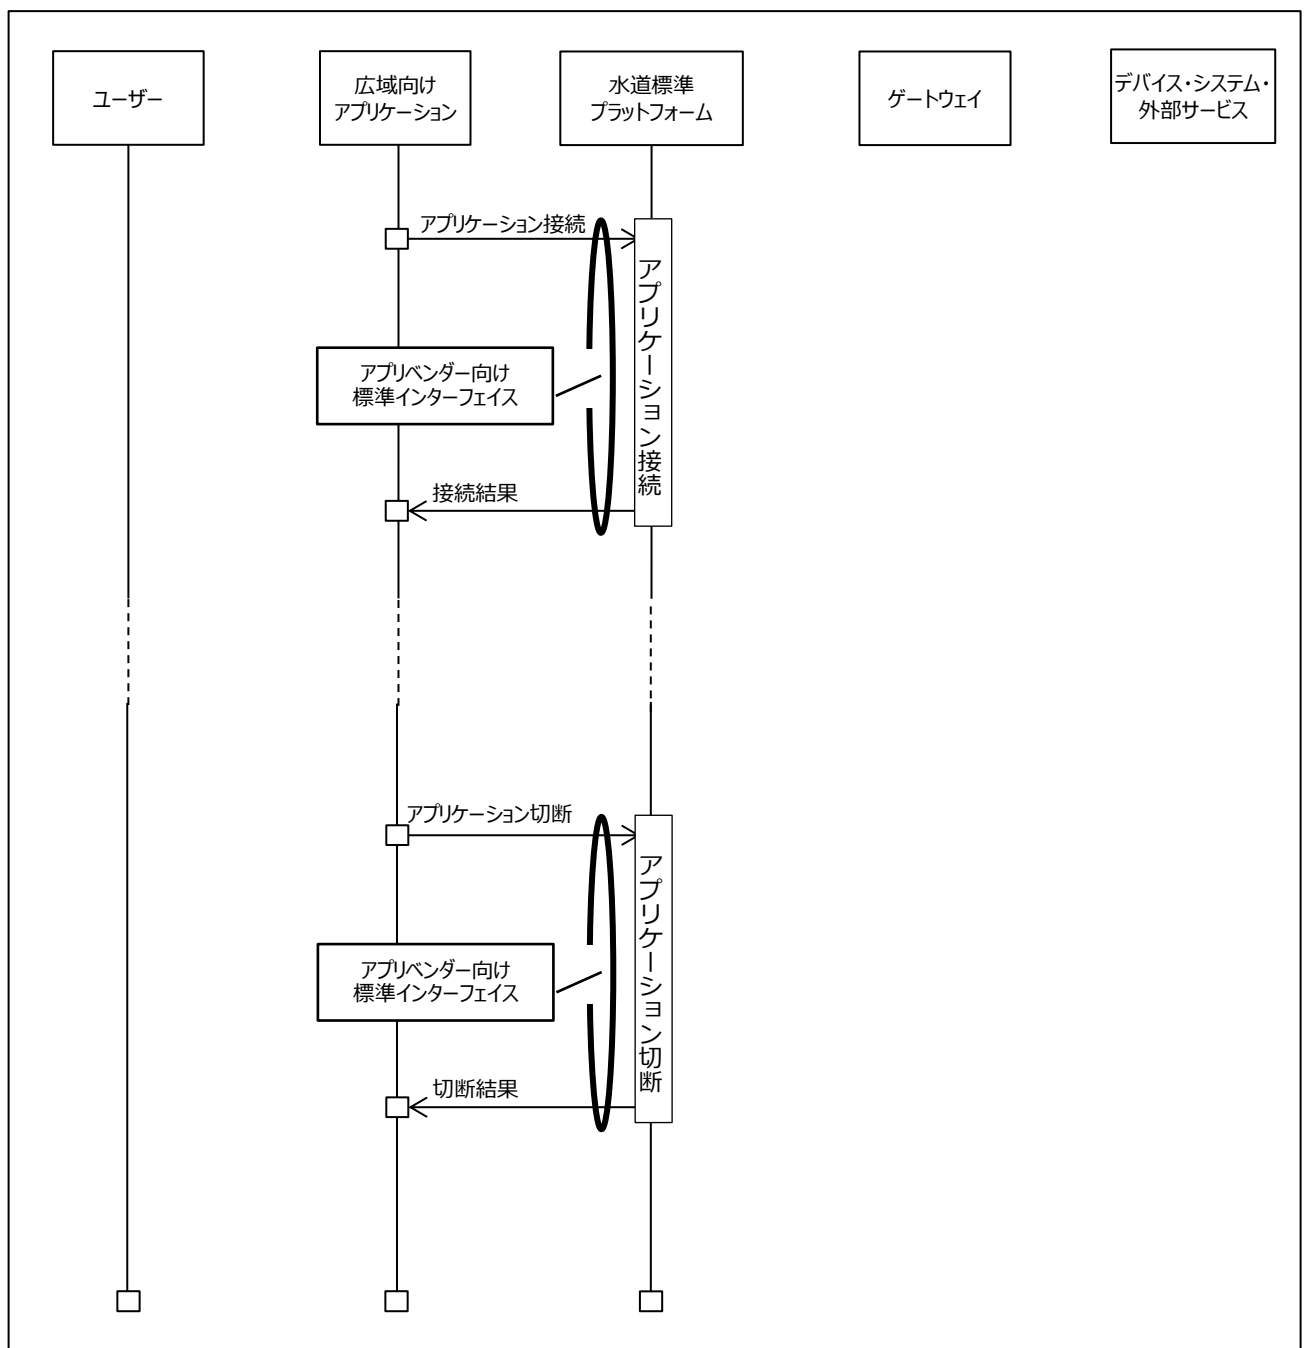 ユーザー
広域向け
アプリケーション
水道標準
プラットフォーム
ゲートウェイ
デバイス・システム・
外部サービス
アプリケーション接続
アプリケーション接続
アプリベンダー向け
標準インターフェイス
接続結果
アプリケーション切断
アプリケーション切断
アプリベンダー向け
標準インターフェイス
切断結果